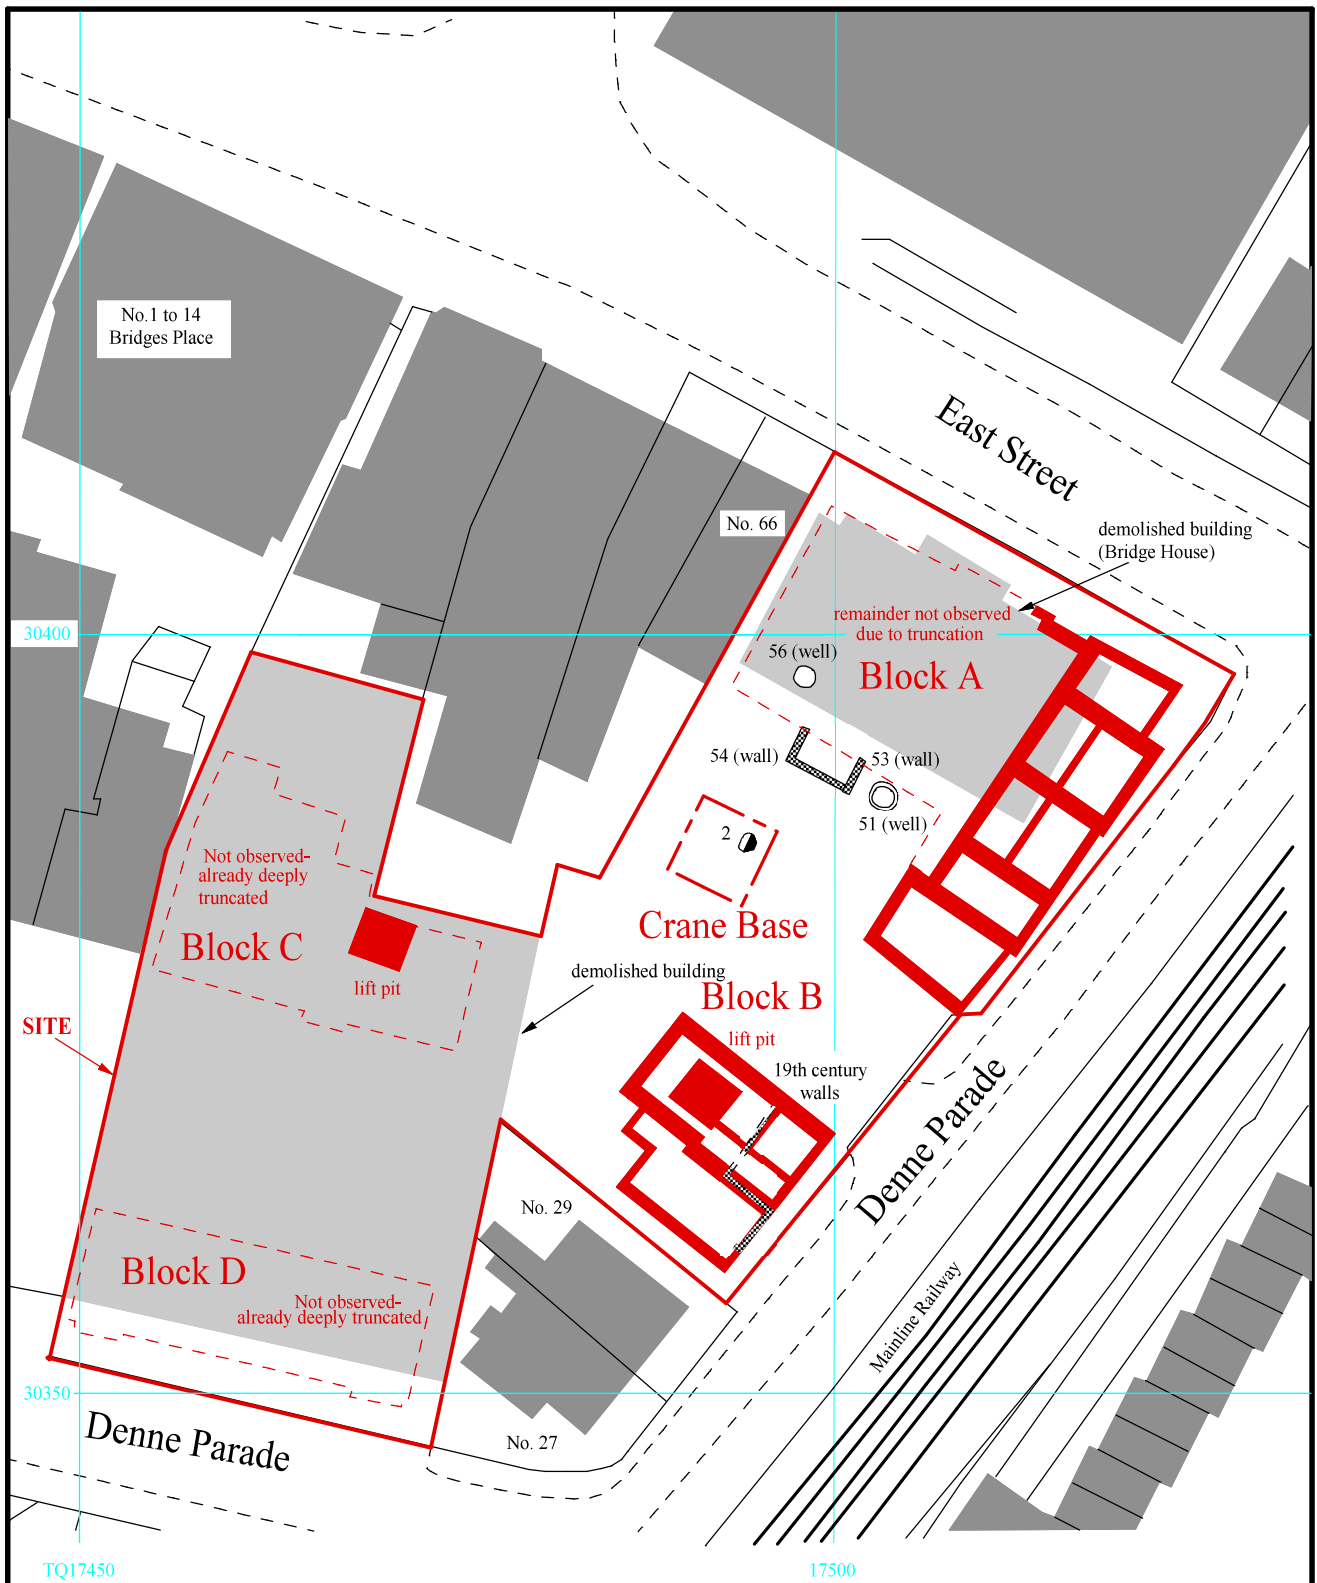 No.1 to 14
Bridges Place
East Street
No. 66
demolished building
(Bridge House)
30400
remainder not observed
due to truncation
56 (well)
Block A
54 (wall)
53 (wall)
51 (well)
2
Not observed-
already deeply
truncated
Crane Base
Block C
demolished building
lift pit
Block B
SITE
lift pit
19th century
walls
Denne Parade
No. 29
Block D
Not observed-
already deeply truncated
Mainline Railway
30350
Denne Parade
No. 27
TQ17450
17500